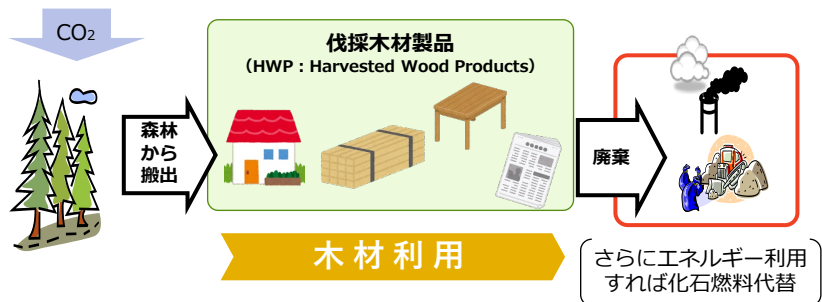 CO₂
伐採木材製品
（HWP：Harvested Wood Products）
森林
から
搬出
廃棄
木材利用
さらにエネルギー利用
すれば化石燃料代替